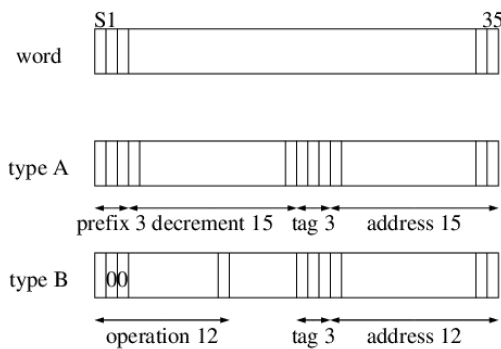 S1 35
word
type A
prefix 3 decrement 15 tag 3 address 15
type B 00
operation 12 tag 3 address 12